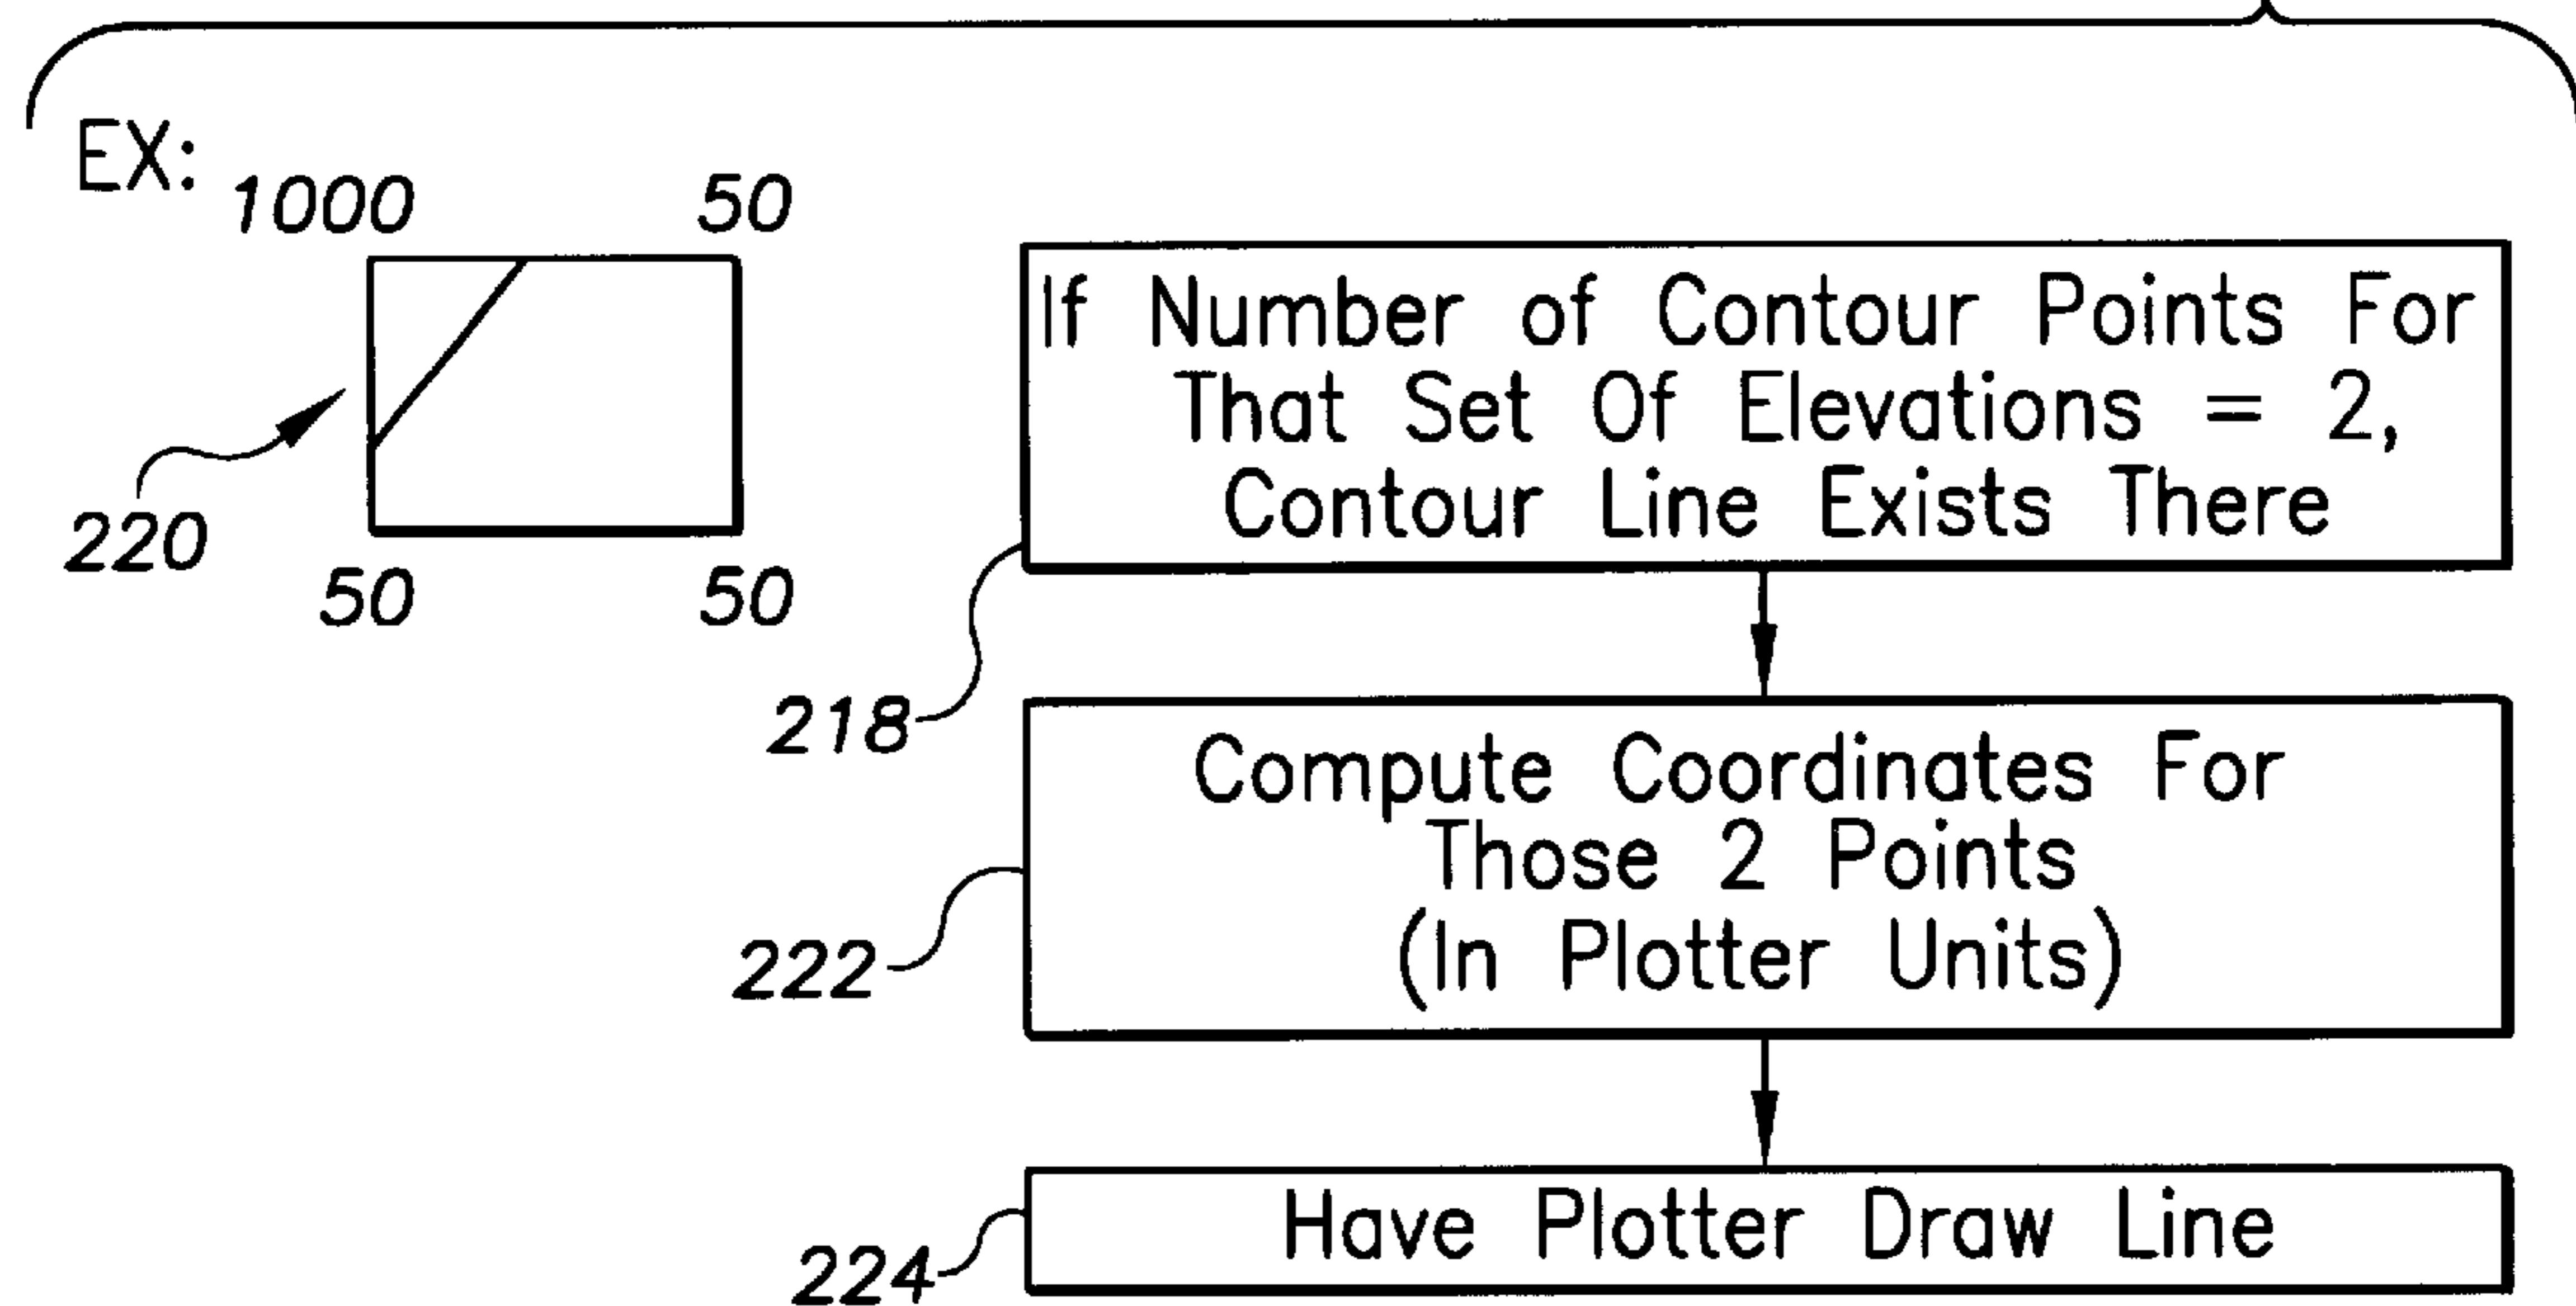 EX:
1000 50
220
50 50
If Number of Contour Points For
That Set Of Elevations = 2,
Contour Line Exists There
218
Compute Coordinates For
Those 2 Points
(In Plotter Units)
222
Have Plotter Draw Line
224